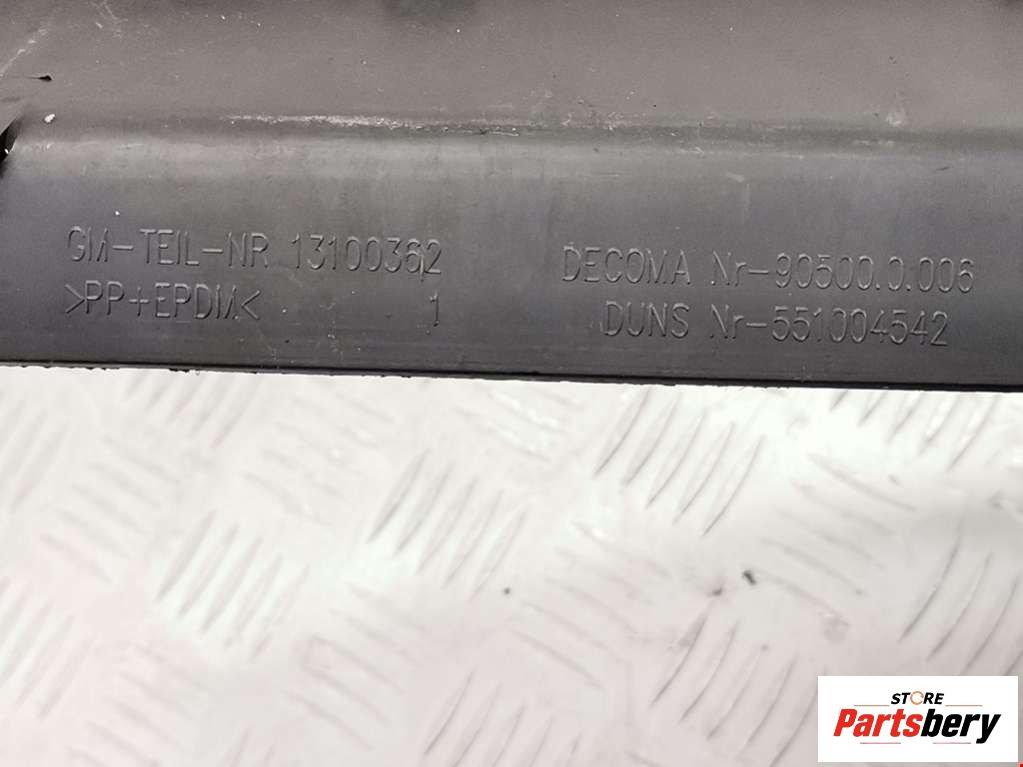 GM-TEIL-NR 13100362
>PP+EPDM< 1
DECOMA Nr-90500.0.006
DUNS Nr-551004542
STORE
Partsbery